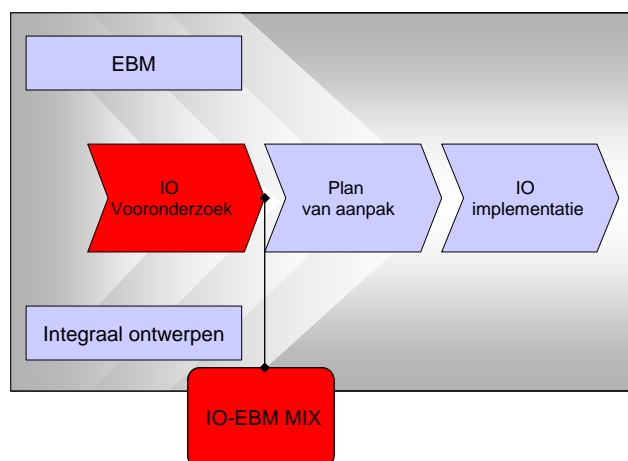 EBM
IO
Vooronderzoek
Plan
van aanpak
IO
implementatie
Integraal ontwerpen
IO-EBM MIX